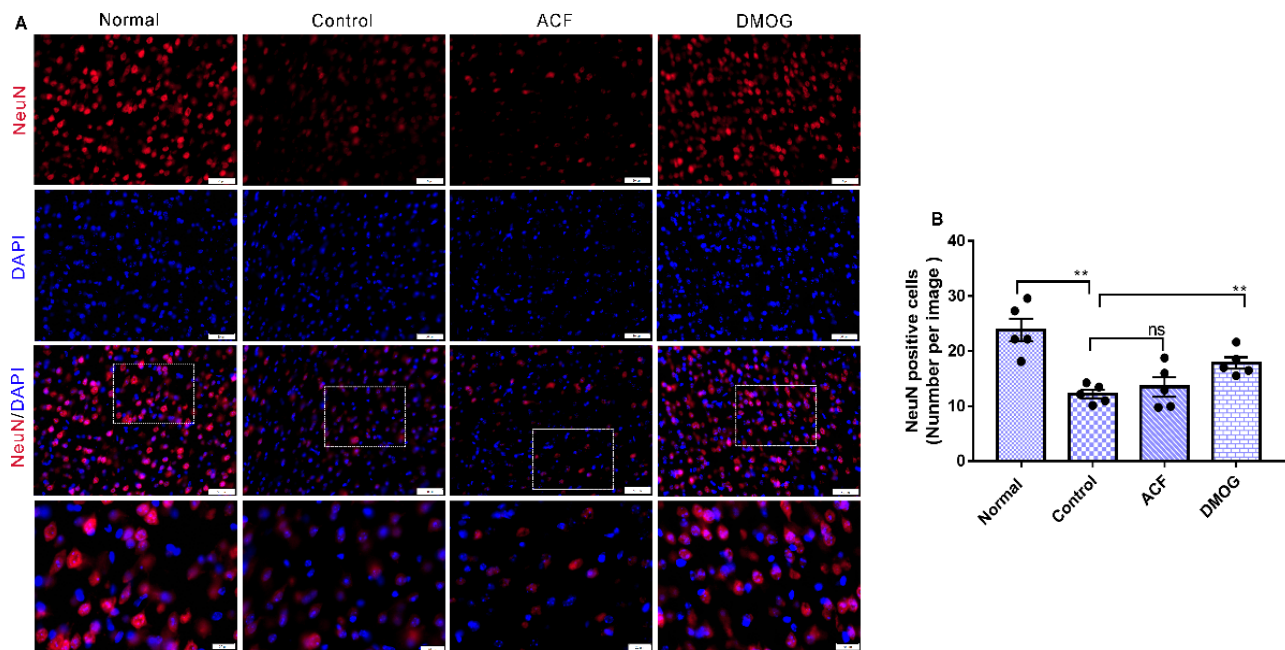 A
Normal
Control
ACF
DMOG
NeuN
DAPI
NeuN/DAPI
B
NeuN positive cells
(Nunmber per image )
40
30
20
10
0
**
ns
**
Normal
Control
ACF
DMOG